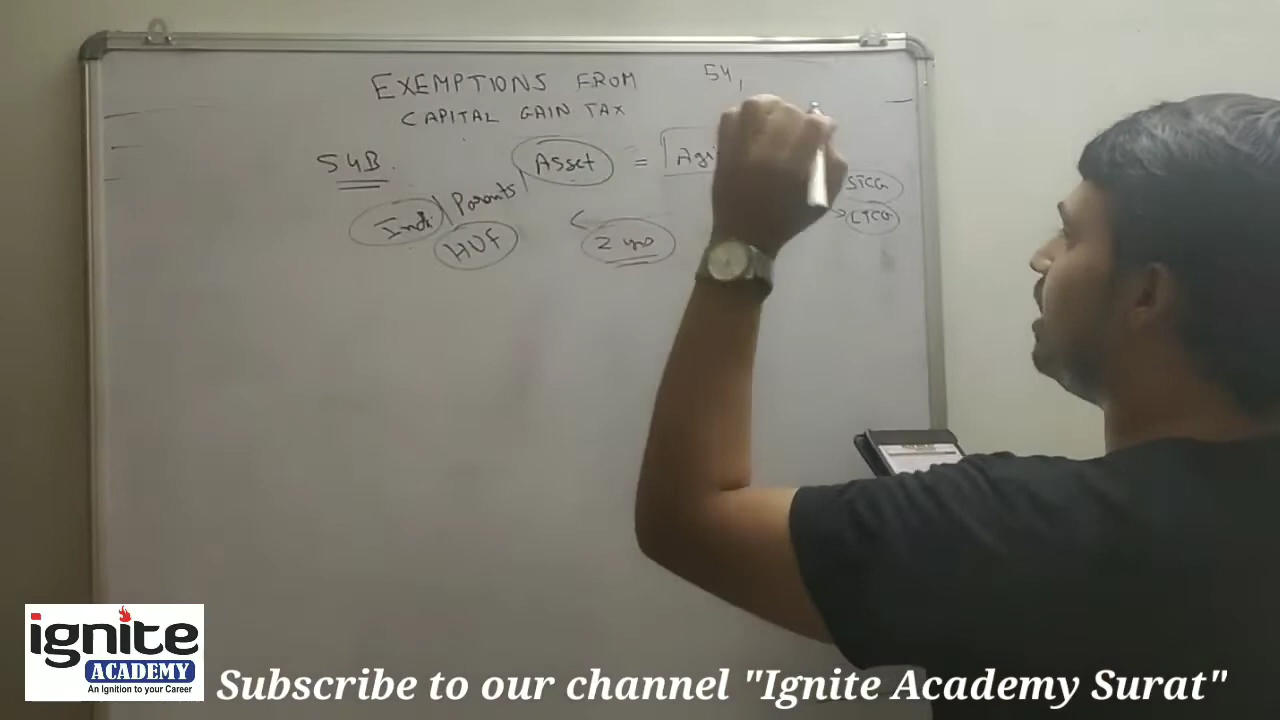 EXEMPTIONS FROM 54,
CAPITAL GAIN TAX
54B. Asset = Agri
Indi / Parents /
HUF
2 yrs
STCG
LTCG
ignite
ACADEMY
An Ignition to your Career
Subscribe to our channel "Ignite Academy Surat"